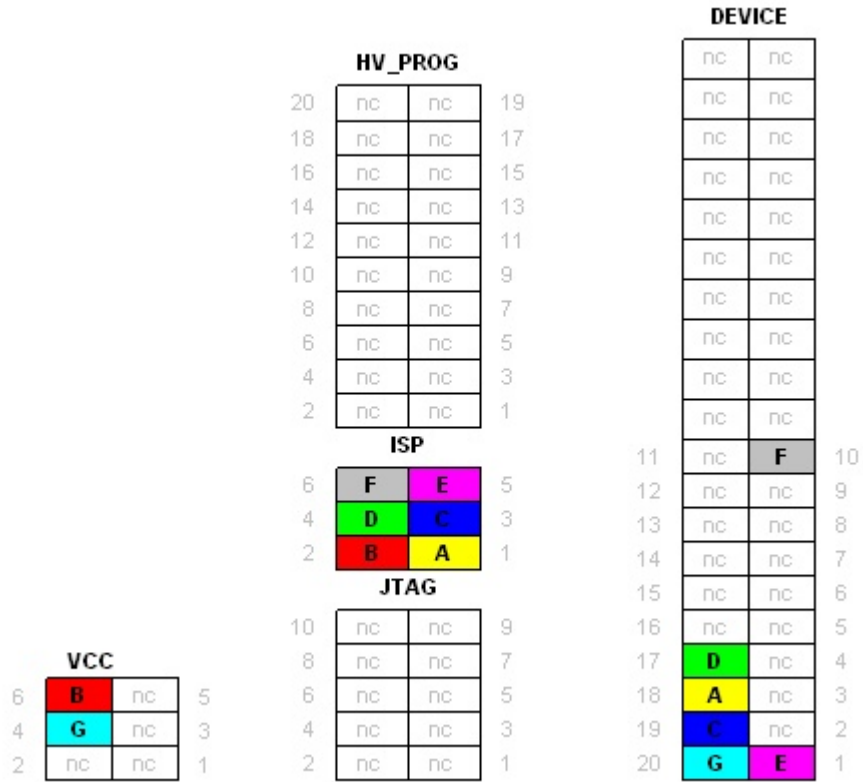 DEVICE
nc nc
nc nc
nc nc
nc nc
nc nc
nc nc
nc nc
nc nc
nc nc
nc nc
11 nc F 10
12 nc nc 9
13 nc nc 8
14 nc nc 7
15 nc nc 6
16 nc nc 5
17 D nc 4
18 A nc 3
19 C nc 2
20 G E 1
HV_PROG
20 nc nc 19
18 nc nc 17
16 nc nc 15
14 nc nc 13
12 nc nc 11
10 nc nc 9
8 nc nc 7
6 nc nc 5
4 nc nc 3
2 nc nc 1
ISP
6 F E 5
4 D C 3
2 B A 1
JTAG
10 nc nc 9
8 nc nc 7
6 nc nc 5
4 nc nc 3
2 nc nc 1
VCC
6 B nc 5
4 G nc 3
2 nc nc 1